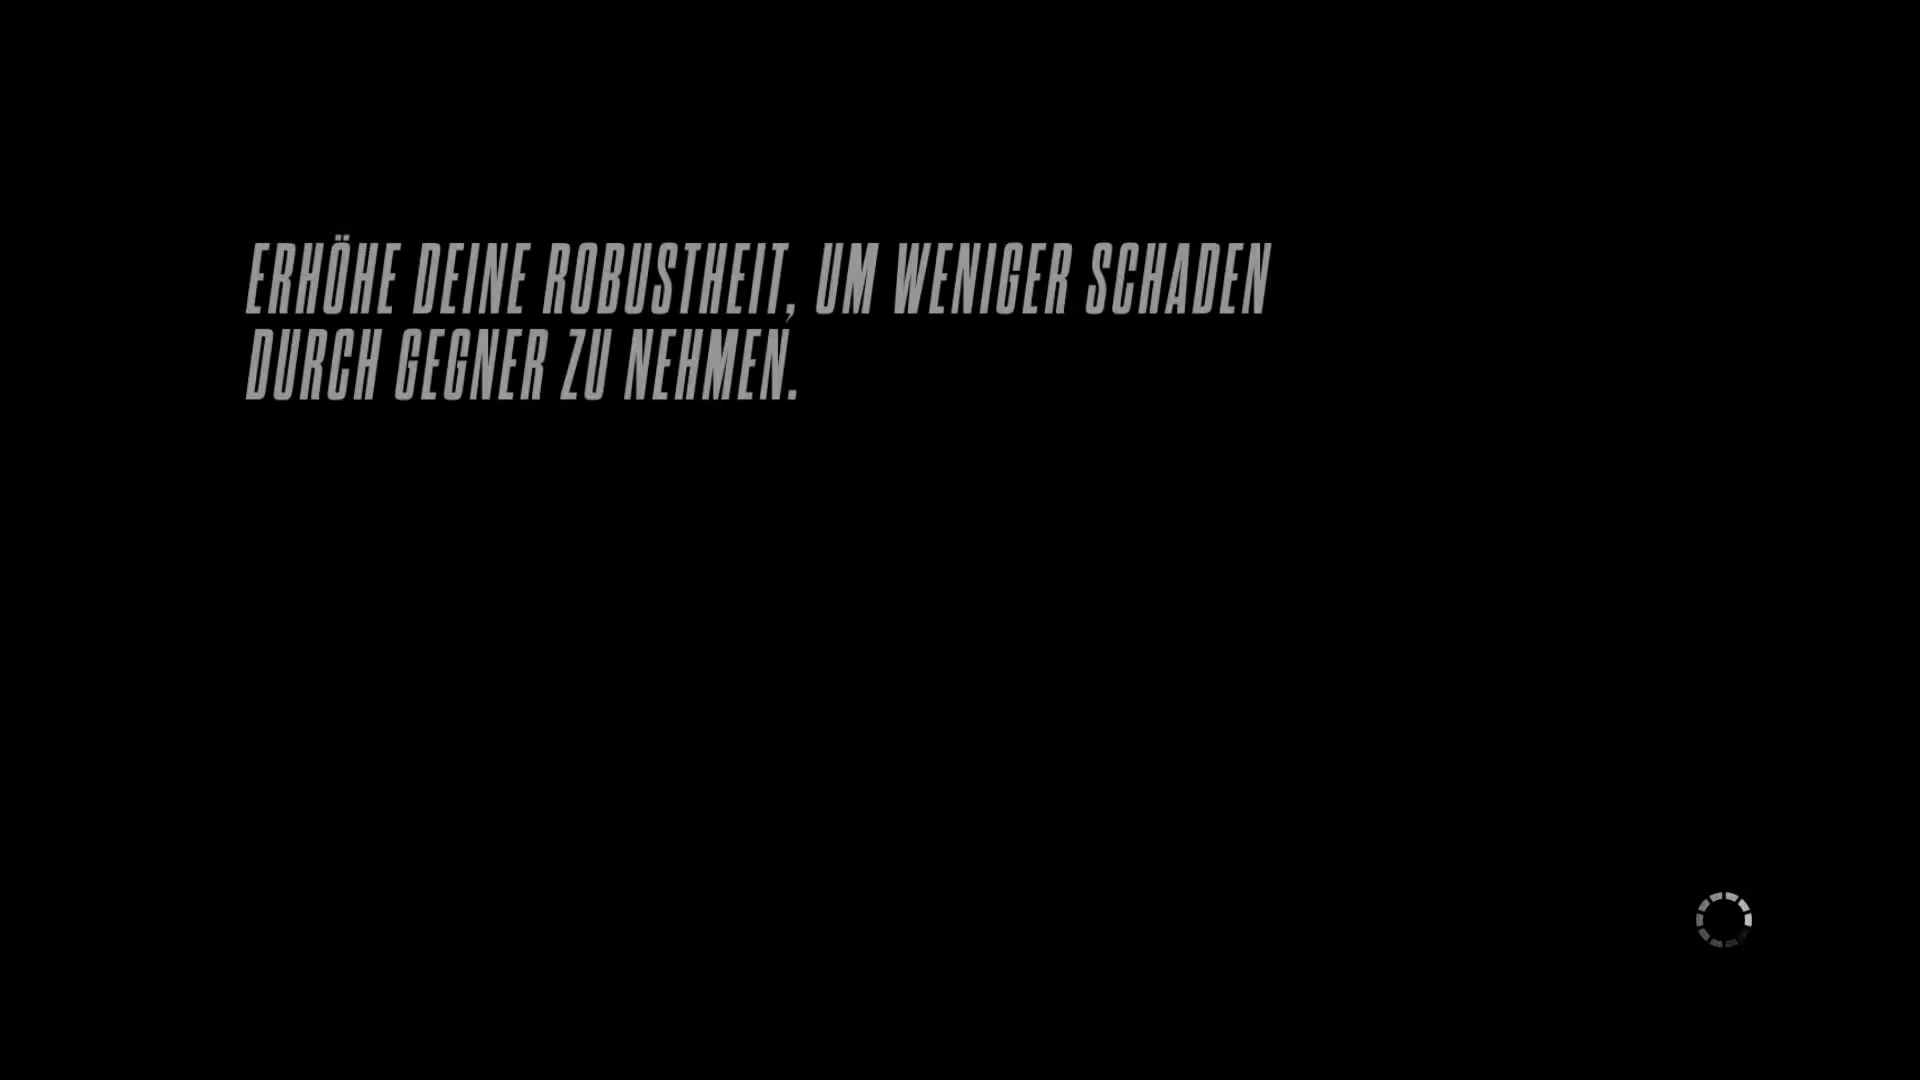 ERHÖHE DEINE ROBUSTHEIT, UM WENIGER SCHADEN
DURCH GEGNER ZU NEHMEN.